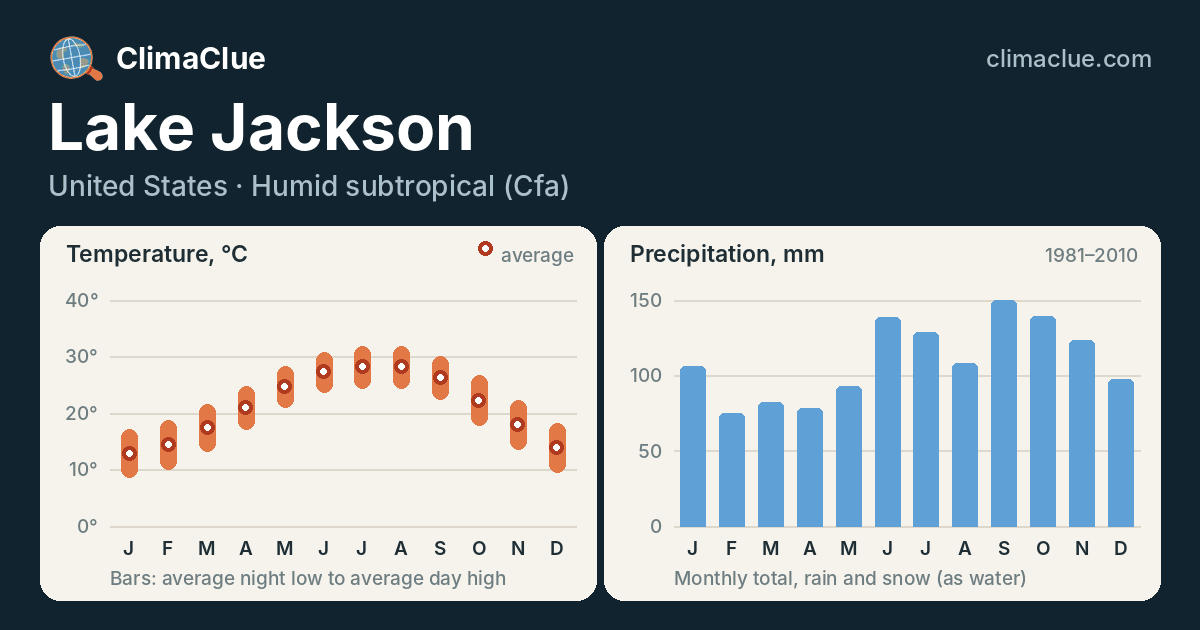 ClimaClue
climaclue.com
Lake Jackson
United States · Humid subtropical (Cfa)
Temperature, °C
average
40°
30°
20°
10°
0°
J F M A M J J A S O N D
Bars: average night low to average day high
Precipitation, mm
1981–2010
150
100
50
0
J F M A M J J A S O N D
Monthly total, rain and snow (as water)